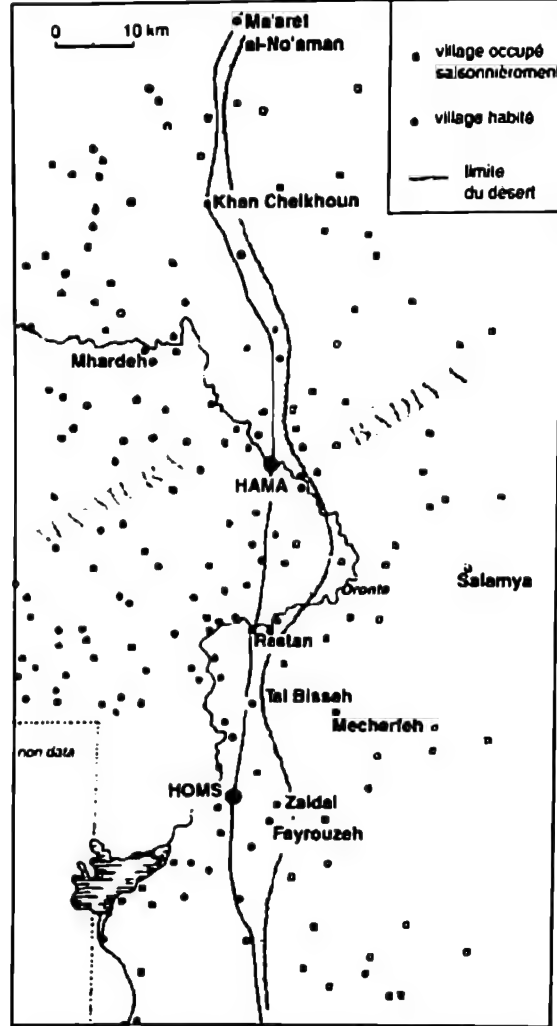 0 10 km
Ma'aret
al-No'aman
village occupé
saisonnièrement
village habité
limite
du désert
Khan Cheikhoun
Mhardeh
BADIYA
HAMA
Salamya
Oronte
Rastan
Tal Bisseh
Mecherfeh
non data
HOMS
Zaidal
Fayrouzeh